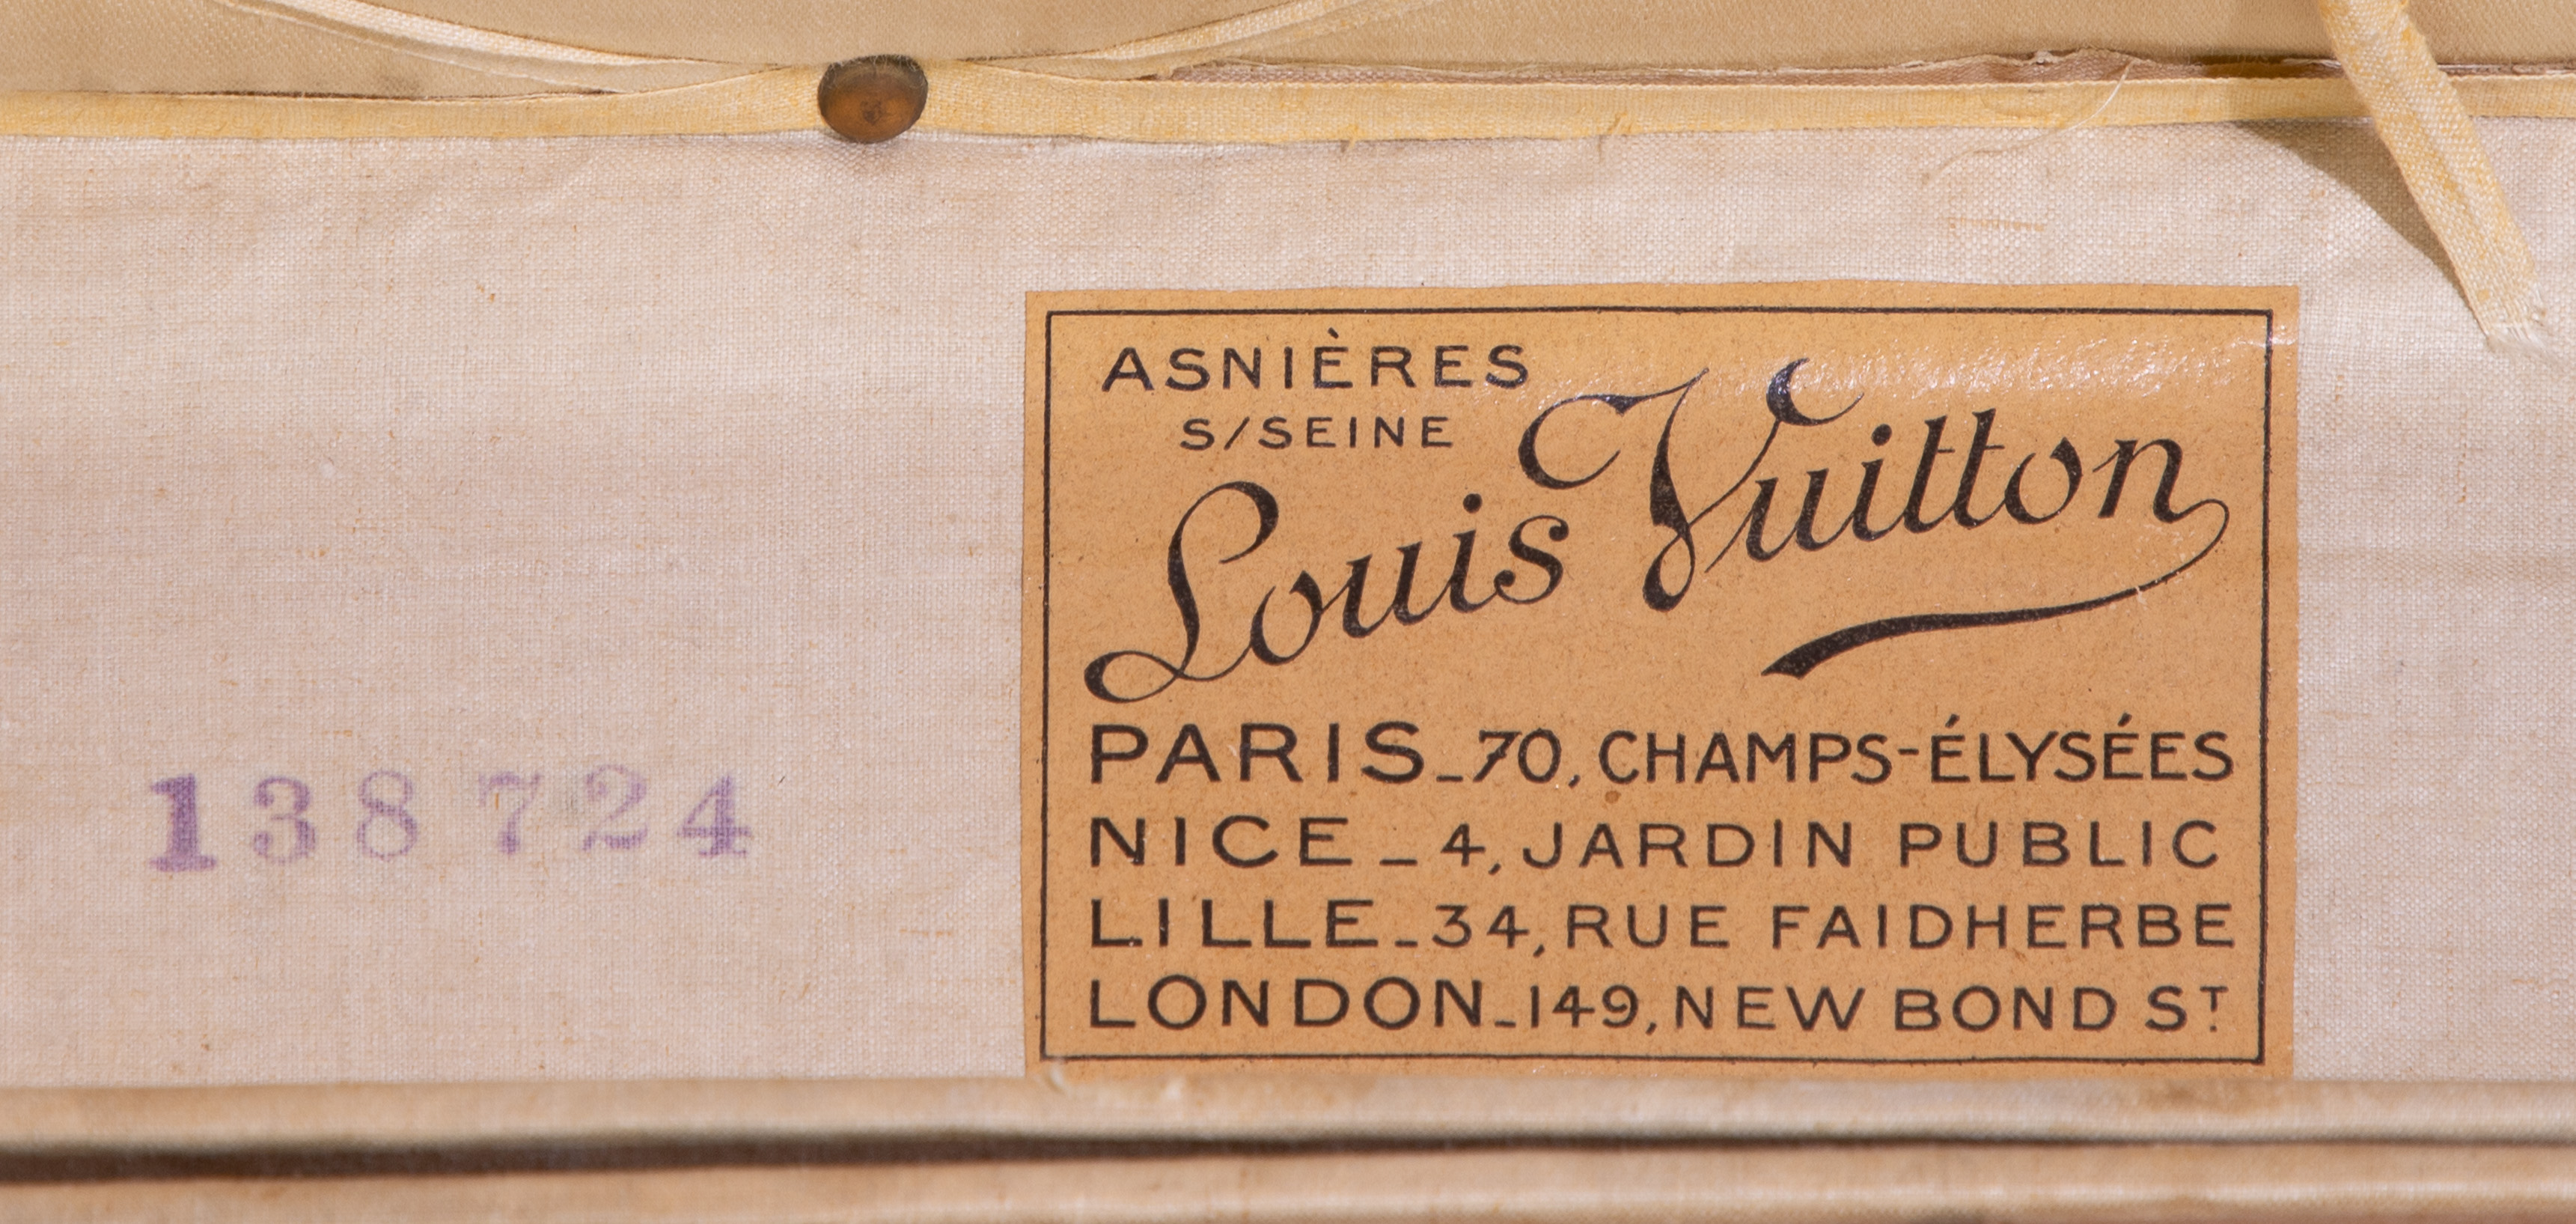 ASNIÈRES
S/SEINE
Louis Vuitton
PARIS_70, CHAMPS-ÉLYSÉES
NICE_4, JARDIN PUBLIC
LILLE_34, RUE FAIDHERBE
LONDON_149, NEW BOND ST
138724